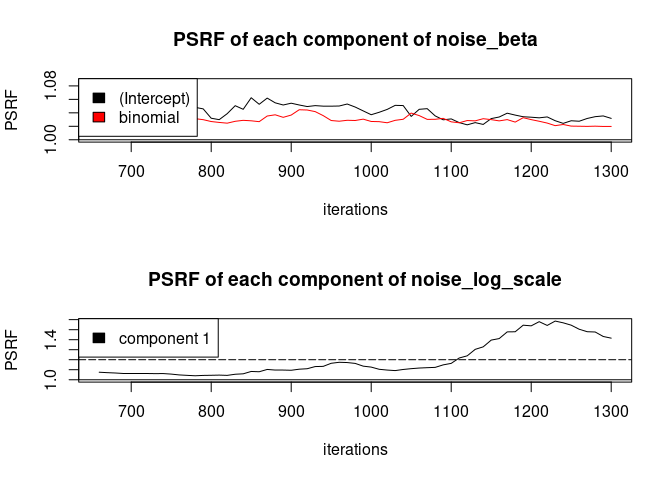 PSRF of each component of noise_beta
PSRF
1.00
1.08
(Intercept)
binomial
700 800 900 1000 1100 1200 1300
iterations
PSRF of each component of noise_log_scale
PSRF
1.0
1.4
component 1
700 800 900 1000 1100 1200 1300
iterations